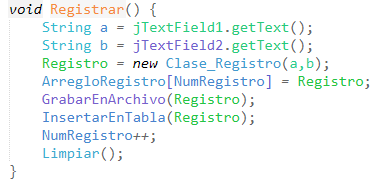 void Registrar() {
String a = jTextField1.getText();
String b = jTextField2.getText();
Registro = new Clase_Registro(a,b);
ArregloRegistro[NumRegistro] = Registro;
GrabarEnArchivo(Registro);
InsertarEnTabla(Registro);
NumRegistro++;
Limpiar();
}